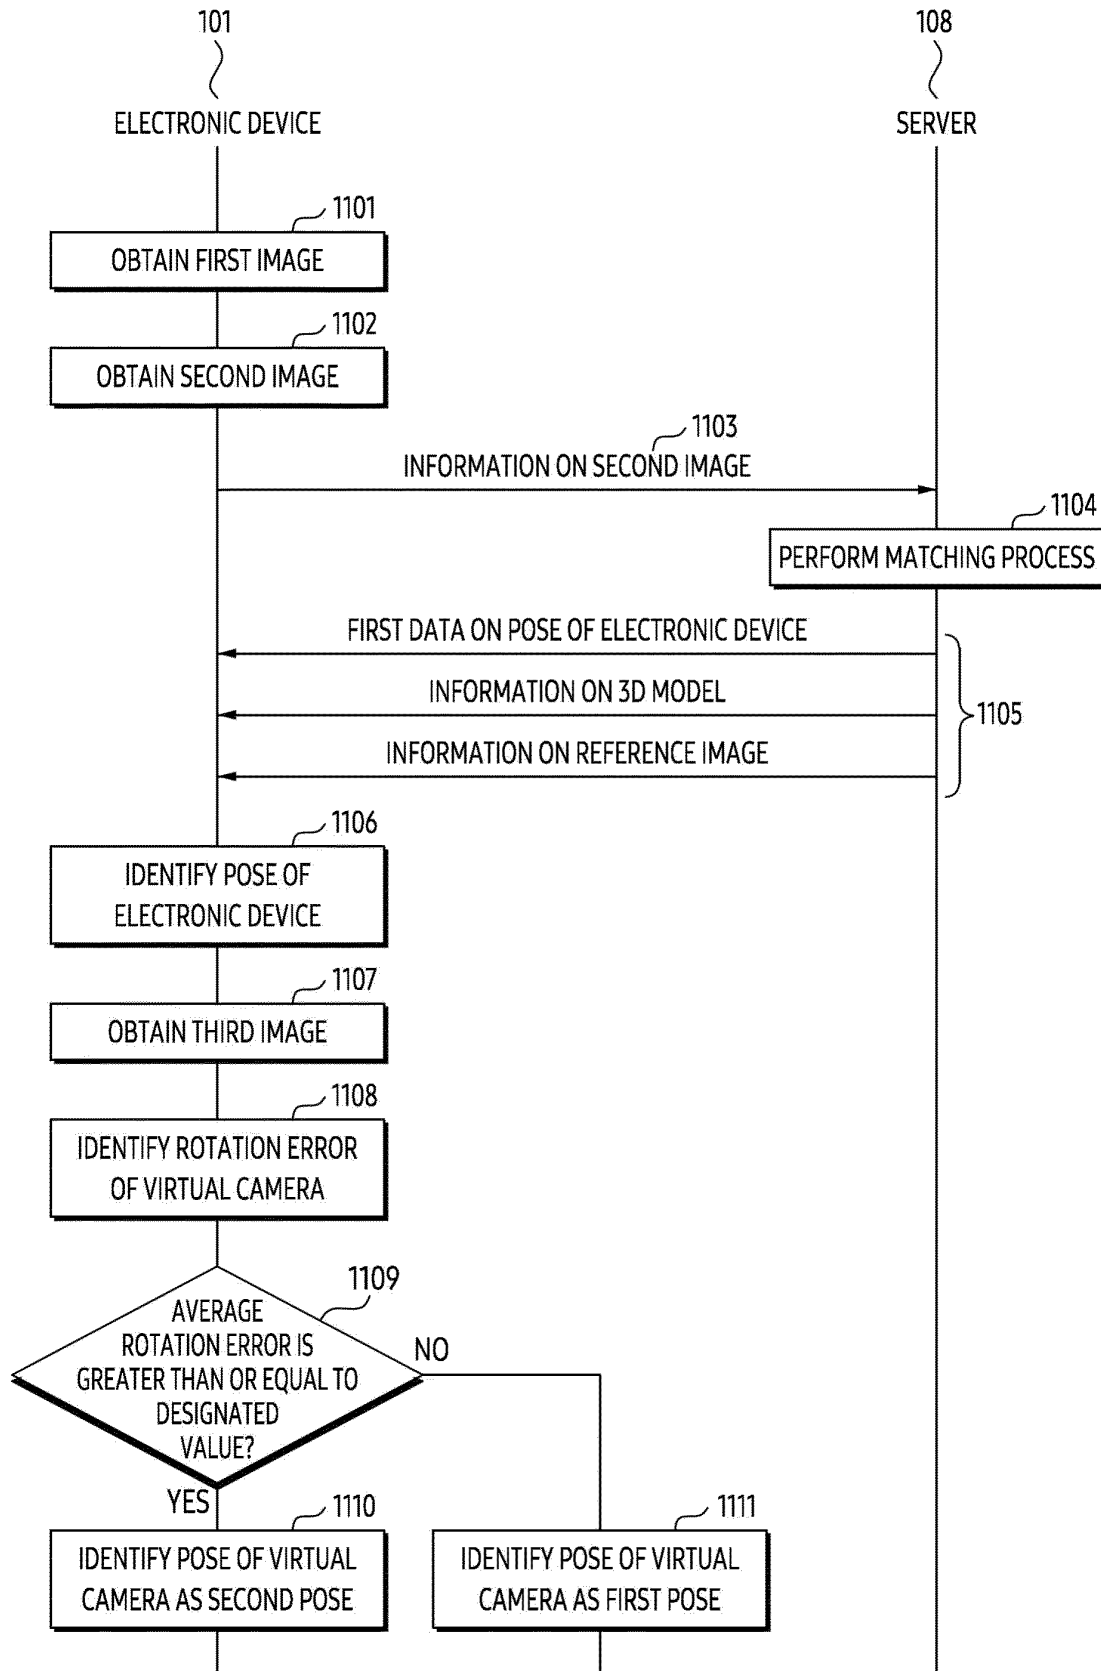 101
108
ELECTRONIC DEVICE
SERVER
1101
OBTAIN FIRST IMAGE
1102
OBTAIN SECOND IMAGE
1103
INFORMATION ON SECOND IMAGE
1104
PERFORM MATCHING PROCESS
FIRST DATA ON POSE OF ELECTRONIC DEVICE
INFORMATION ON 3D MODEL
1105
INFORMATION ON REFERENCE IMAGE
1106
IDENTIFY POSE OF
ELECTRONIC DEVICE
1107
OBTAIN THIRD IMAGE
1108
IDENTIFY ROTATION ERROR
OF VIRTUAL CAMERA
1109
AVERAGE
ROTATION ERROR IS
GREATER THAN OR EQUAL TO
DESIGNATED
VALUE?
NO
YES
1110
IDENTIFY POSE OF VIRTUAL
CAMERA AS SECOND POSE
1111
IDENTIFY POSE OF VIRTUAL
CAMERA AS FIRST POSE